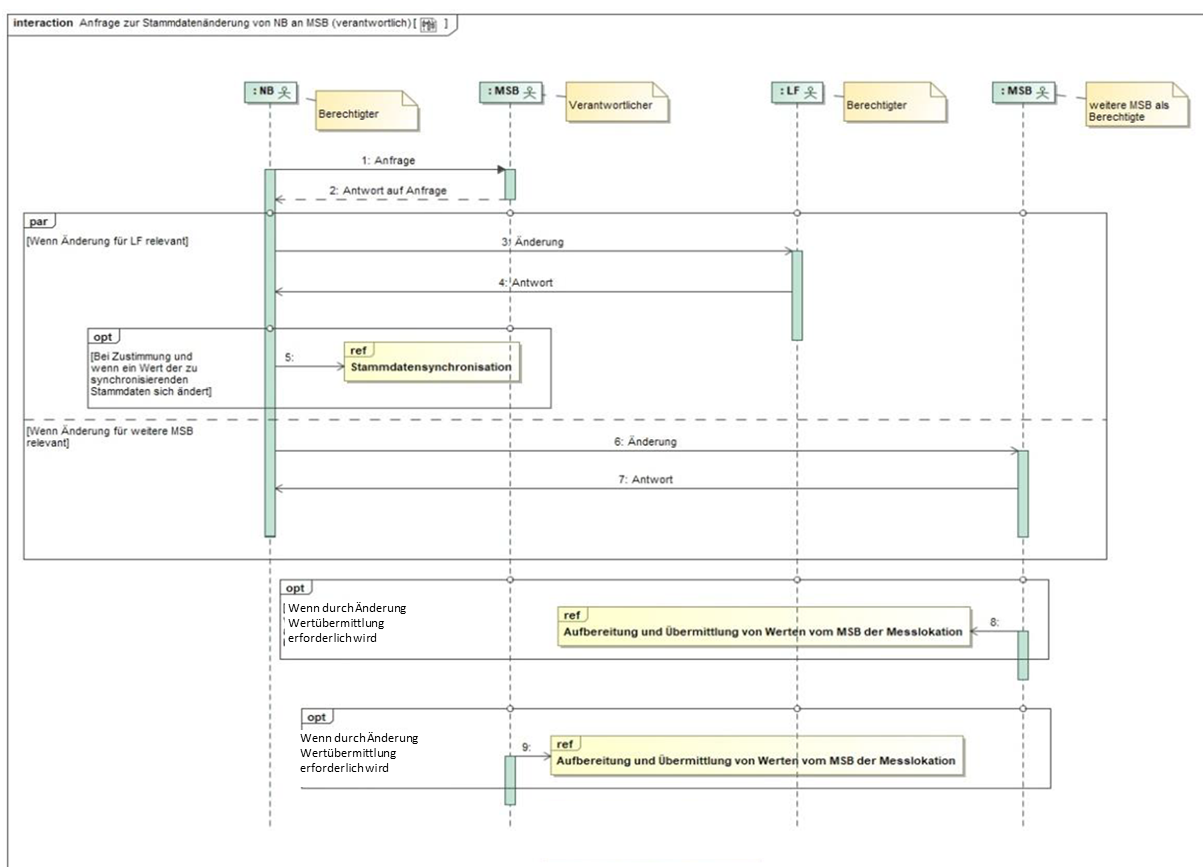 interaction Anfrage zur Stammdatenänderung von NB an MSB (verantwortlich) [ ]
: NB
Berechtigter
: MSB
Verantwortlicher
: LF
Berechtigter
: MSB
weitere MSB als
Berechtigte
1: Anfrage
2: Antwort auf Anfrage
par
[Wenn Änderung für LF relevant]
3: Änderung
4: Antwort
opt
[Bei Zustimmung und
wenn ein Wert der zu
synchronisierenden
Stammdaten sich ändert]
5:
ref
Stammdatensynchronisation
[Wenn Änderung für weitere MSB
relevant]
6: Änderung
7: Antwort
opt
Wenn durch Änderung
Wertübermittlung
erforderlich wird
ref
Aufbereitung und Übermittlung von Werten vom MSB der Messlokation
8:
opt
Wenn durch Änderung
Wertübermittlung
erforderlich wird
9:
ref
Aufbereitung und Übermittlung von Werten vom MSB der Messlokation